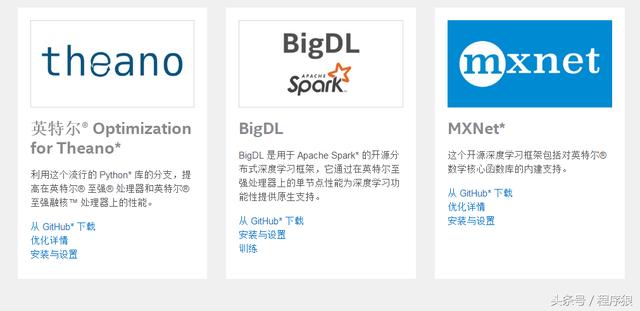 theano
英特尔® Optimization
for Theano*
利用这个流行的 Python* 库的分支，提
高在英特尔® 至强® 处理器和英特尔®
至强融核™ 处理器上的性能。
从 GitHub* 下载
优化详情
安装与设置
BigDL
APACHE
Spark™
BigDL
BigDL 是用于 Apache Spark* 的开源分
布式深度学习框架，它通过在英特尔至
强处理器上的单节点性能为深度学习功
能性提供原生支持。
从 GitHub* 下载
安装与设置
训练
mxnet
MXNet*
这个开源深度学习框架包括对英特尔®
数学核心函数库的内建支持。
从 GitHub* 下载
优化详情
安装与设置
头条号 / 程序狼